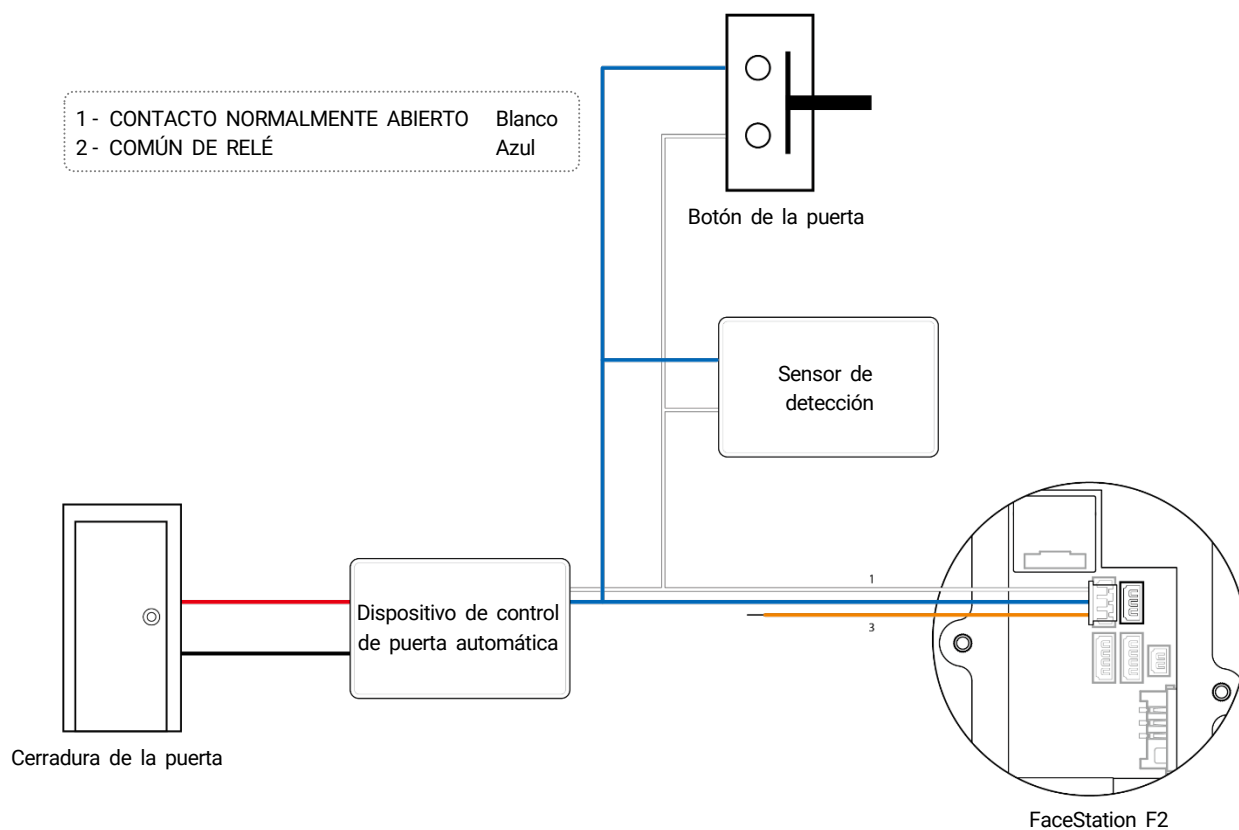 1 - CONTACTO NORMALMENTE ABIERTO Blanco
2 - COMÚN DE RELÉ Azul
Botón de la puerta
Sensor de
detección
Dispositivo de control
de puerta automática
1
3
Cerradura de la puerta
FaceStation F2